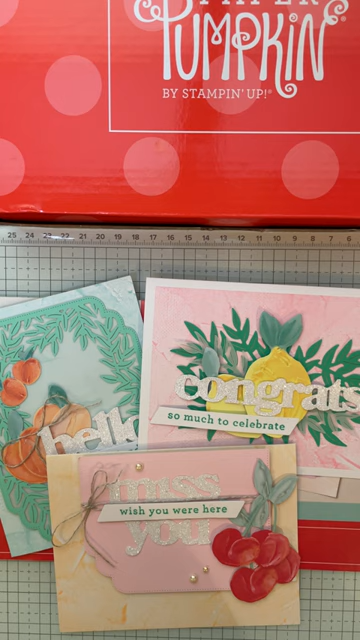 PAPER
PUMPKIN®
BY STAMPIN' UP!®
25 24 23 22 21 20 19 18 17 16 15 14 13 12 11 10 9 8 7 6
congrats
so much to celebrate
hello
miss
wish you were here
you